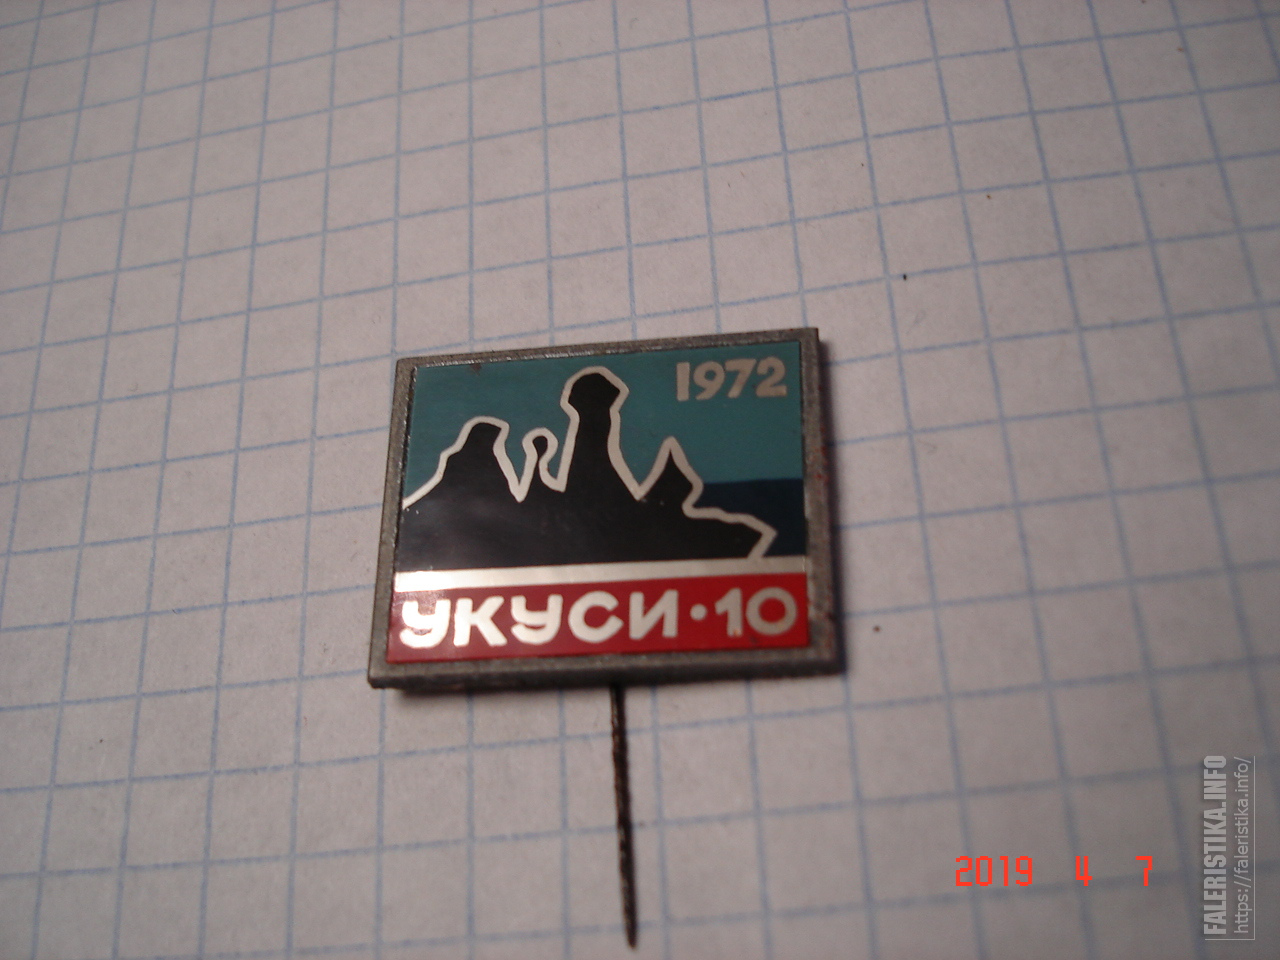 1972
УКУСИ·10
2019 4 7
FALERISTIKA.INFO
https://faleristika.info/